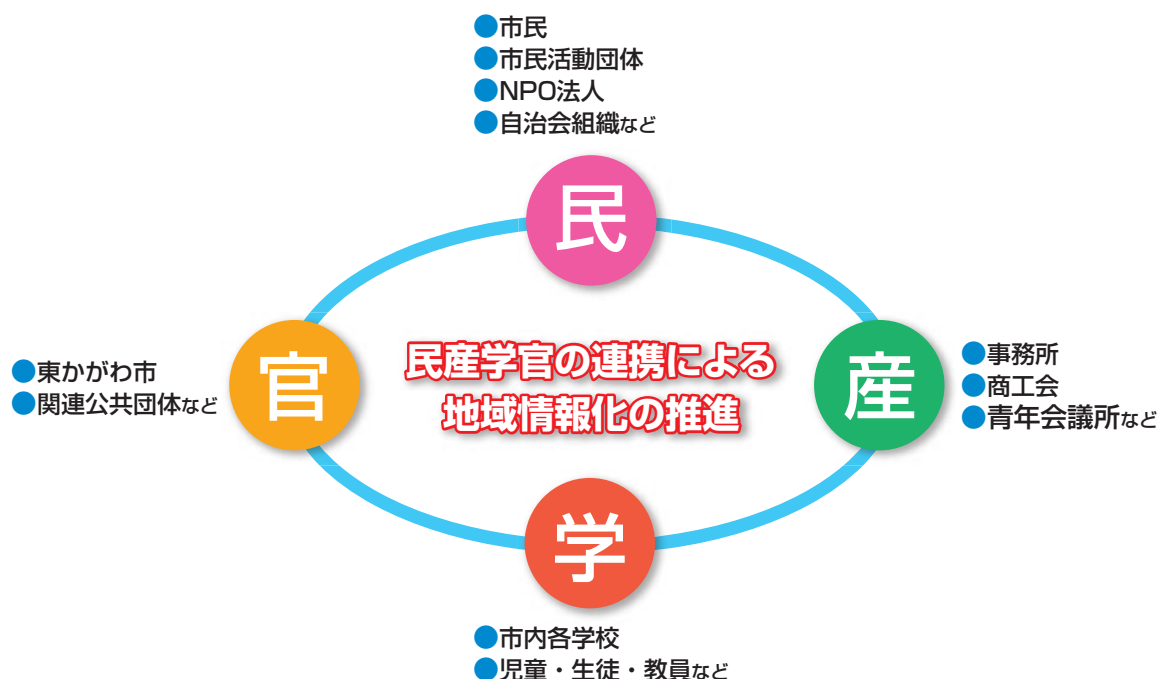 ●市民
●市民活動団体
●NPO法人
●自治会組織など
民
官
●東かがわ市
●関連公共団体など
民産学官の連携による
地域情報化の推進
産
●事務所
●商工会
●青年会議所など
学
●市内各学校
●児童・生徒・教員など